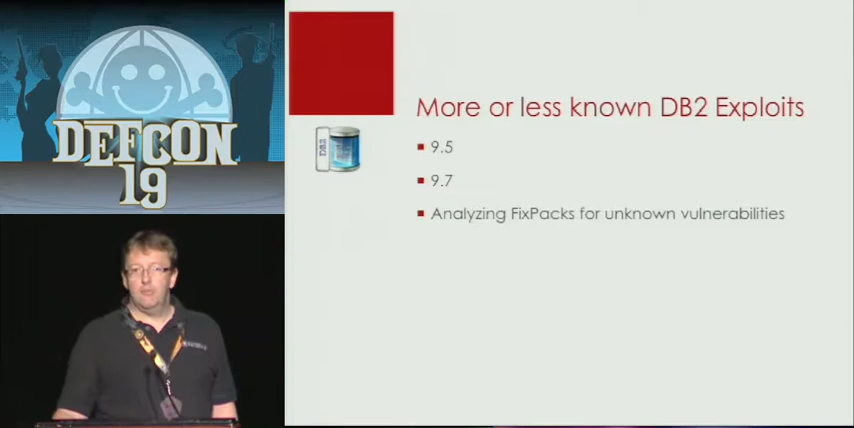 DEFCON
19
More or less known DB2 Exploits
DB2
9.5
9.7
Analyzing FixPacks for unknown vulnerabilities